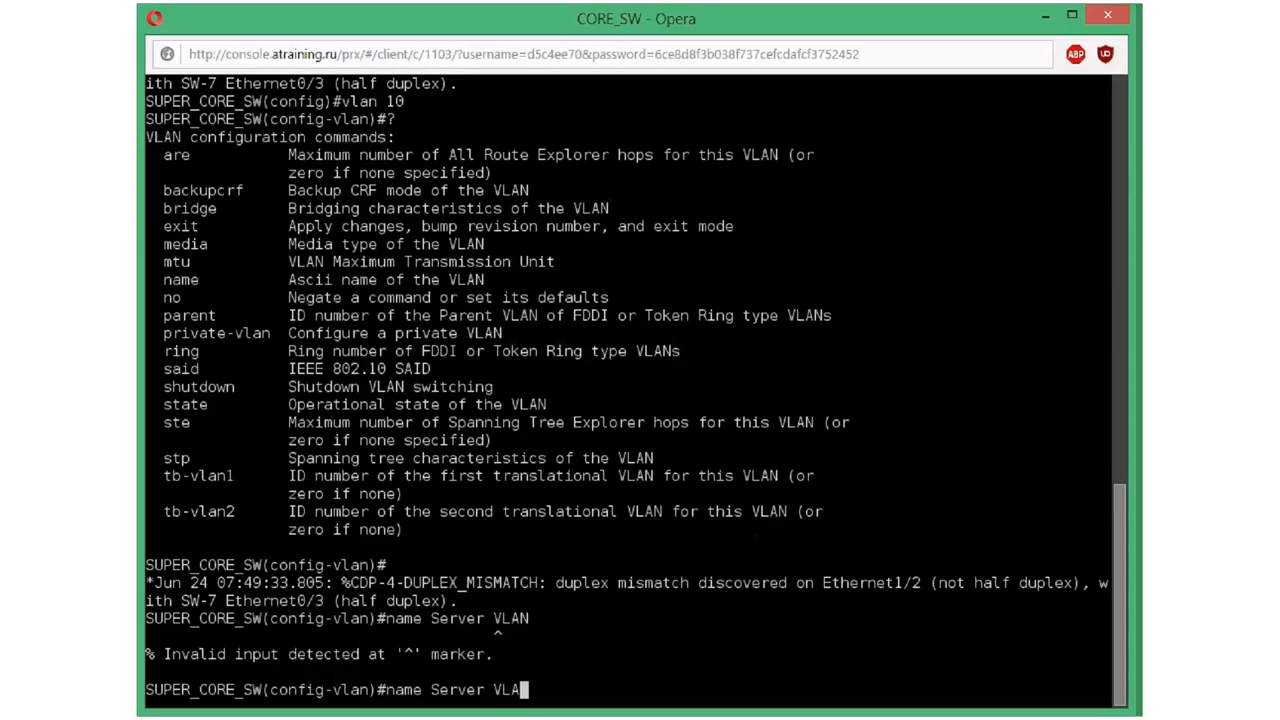 CORE_SW - Opera
http://console.atraining.ru/prx/#/client/c/1103/?username=d5c4ee70&password=6ce8d8f3b038f737cefcdafcf3752452
ABP
ith SW-7 Ethernet0/3 (half duplex).
SUPER_CORE_SW(config)#vlan 10
SUPER_CORE_SW(config-vlan)#?
VLAN configuration commands:
  are           Maximum number of All Route Explorer hops for this VLAN (or
                zero if none specified)
  backupcrf     Backup CRF mode of the VLAN
  bridge        Bridging characteristics of the VLAN
  exit          Apply changes, bump revision number, and exit mode
  media         Media type of the VLAN
  mtu           VLAN Maximum Transmission Unit
  name          Ascii name of the VLAN
  no            Negate a command or set its defaults
  parent        ID number of the Parent VLAN of FDDI or Token Ring type VLANs
  private-vlan  Configure a private VLAN
  ring          Ring number of FDDI or Token Ring type VLANs
  said          IEEE 802.10 SAID
  shutdown      Shutdown VLAN switching
  state         Operational state of the VLAN
  ste           Maximum number of Spanning Tree Explorer hops for this VLAN (or
                zero if none specified)
  stp           Spanning tree characteristics of the VLAN
  tb-vlan1      ID number of the first translational VLAN for this VLAN (or
                zero if none)
  tb-vlan2      ID number of the second translational VLAN for this VLAN (or
                zero if none)
SUPER_CORE_SW(config-vlan)#
*Jun 24 07:49:33.805: %CDP-4-DUPLEX_MISMATCH: duplex mismatch discovered on Ethernet1/2 (not half duplex), w
ith SW-7 Ethernet0/3 (half duplex).
SUPER_CORE_SW(config-vlan)#name Server VLAN
^
% Invalid input detected at '^' marker.
SUPER_CORE_SW(config-vlan)#name Server VLA